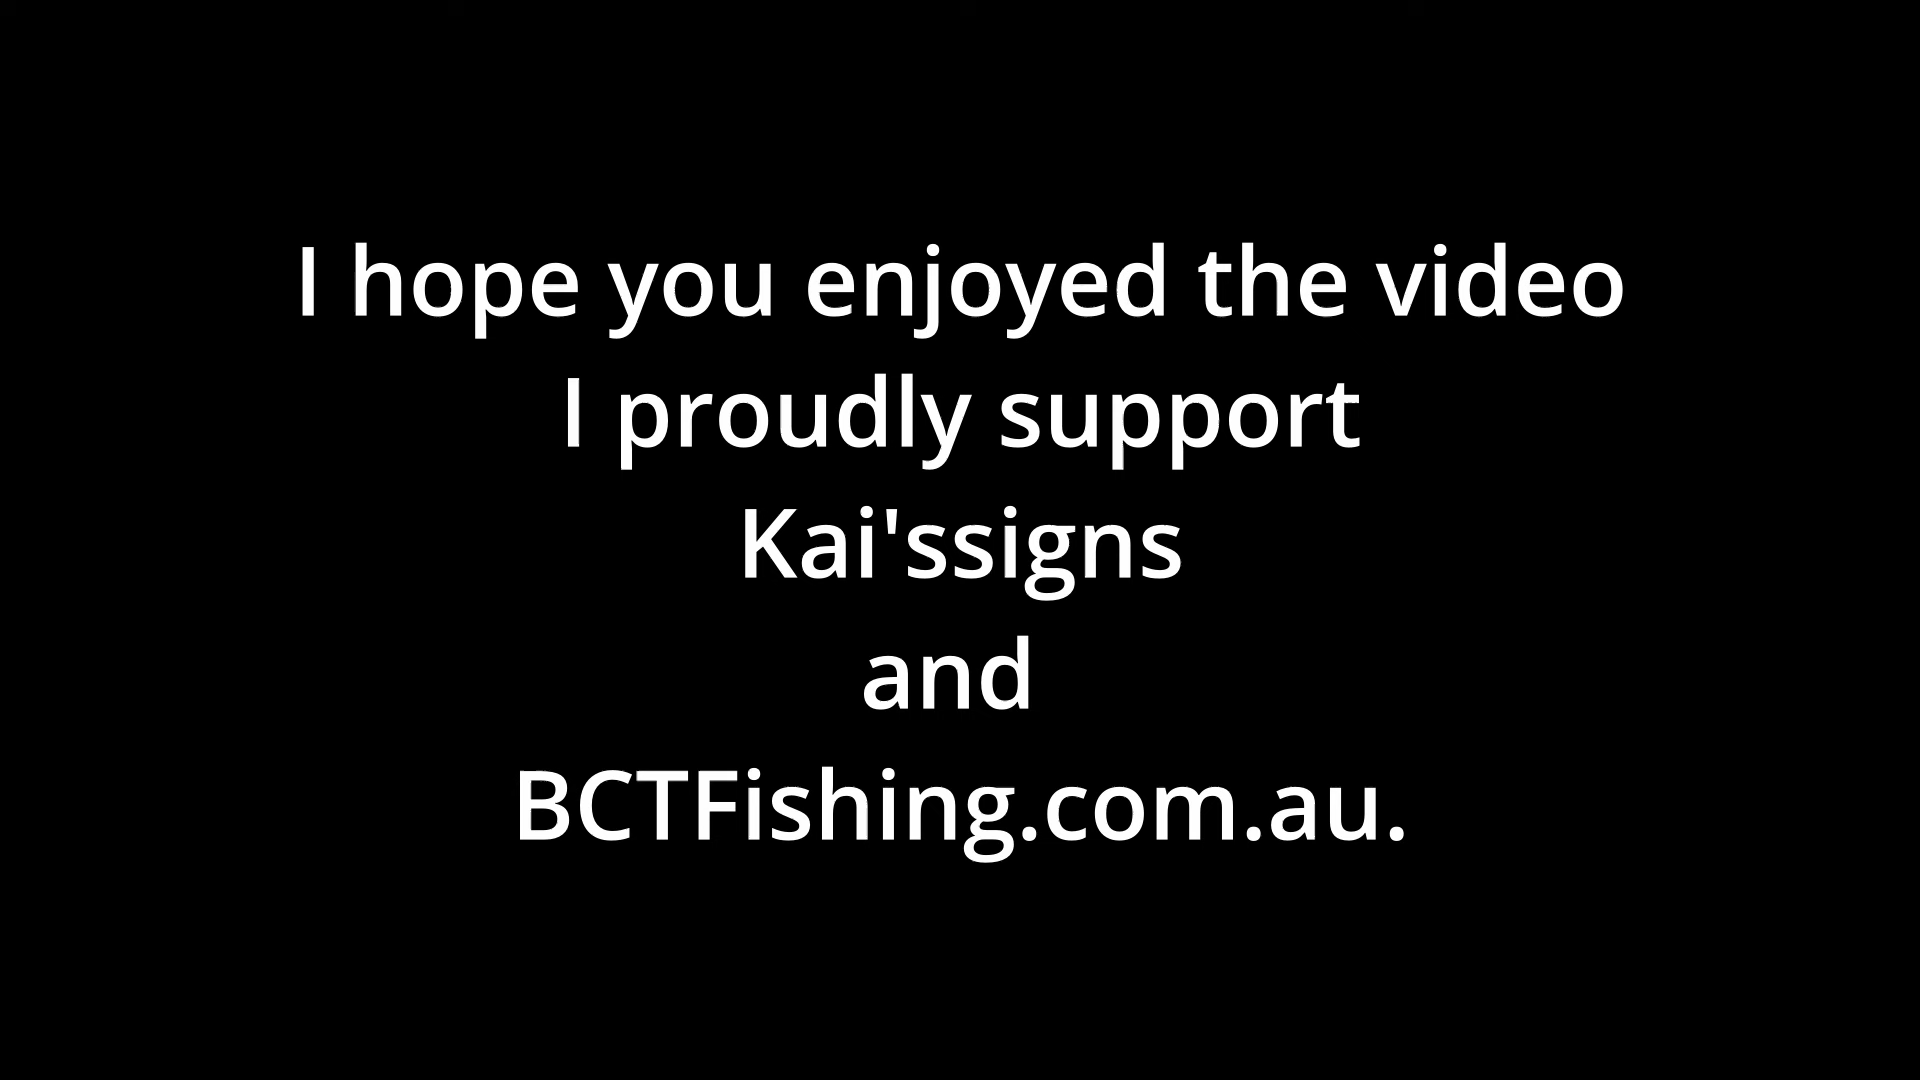 I hope you enjoyed the video
I proudly support
Kai'ssigns
and
BCTFishing.com.au.